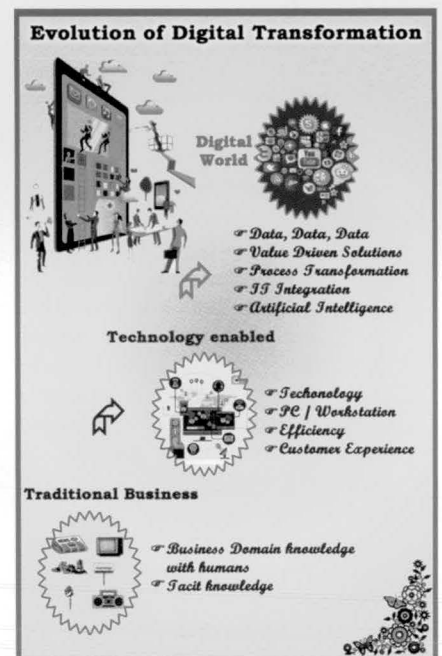 Evolution of Digital Transformation
Digital
World
Data, Data, Data
Value Driven Solutions
Process Transformation
IT Integration
Artificial Intelligence
Technology enabled
Techonology
PC / Workstation
Efficiency
Customer Experience
Traditional Business
Business Domain knowledge
with humans
Tacit knowledge